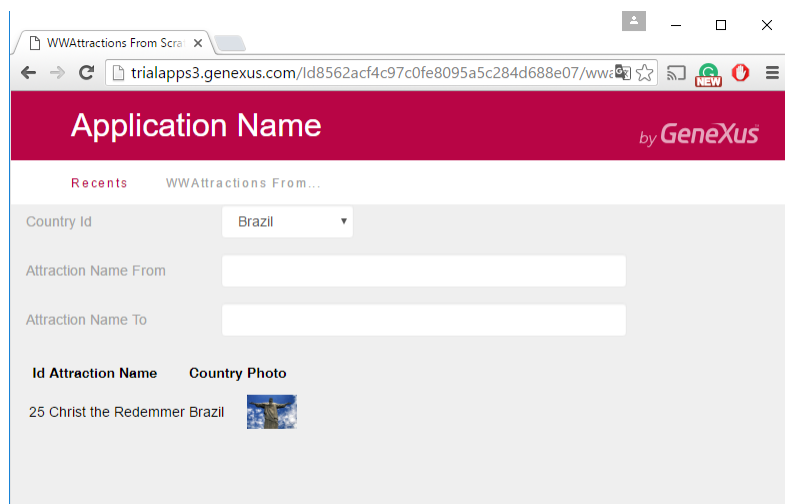 WWAttractions From Scra
trialapps3.genexus.com/Id8562acf4c97c0fe8095a5c284d688e07/wwa
NEW
Application Name
by GeneXus
Recents WWAttractions From...
Country Id Brazil
Attraction Name From
Attraction Name To
Id Attraction Name Country Photo
25 Christ the Redemmer Brazil